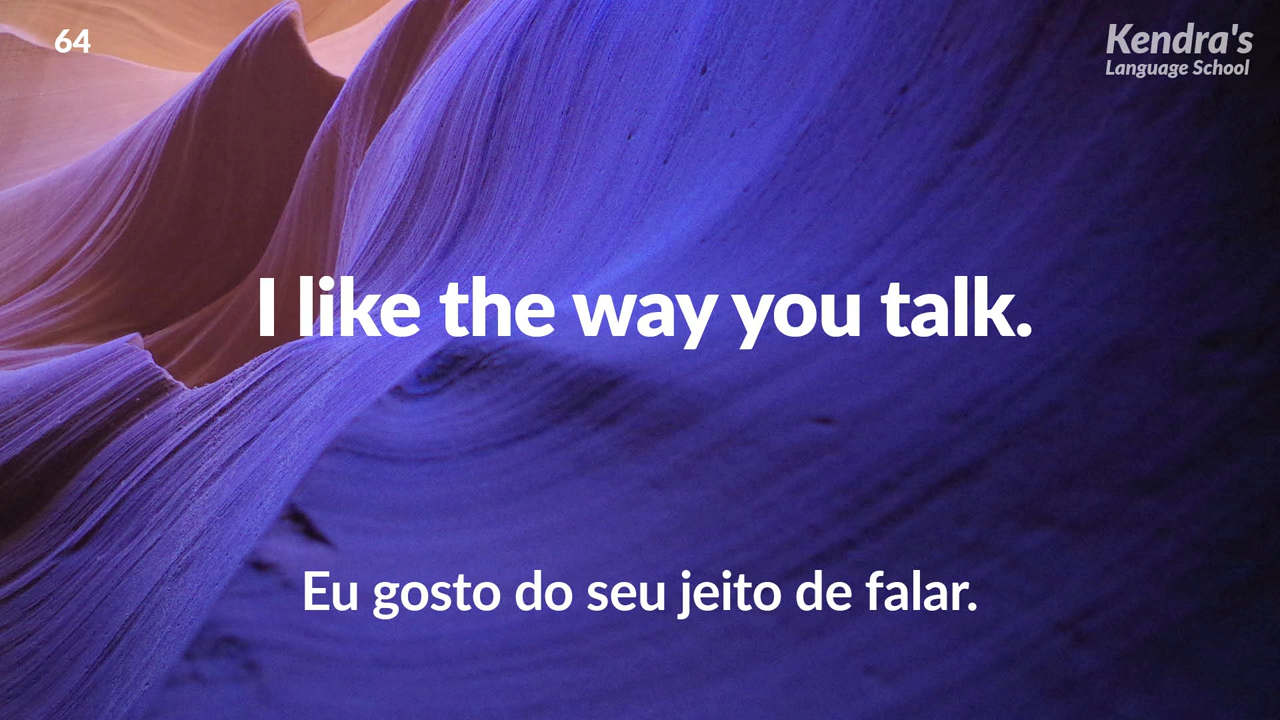 64
Kendra's
Language School
I like the way you talk.
Eu gosto do seu jeito de falar.